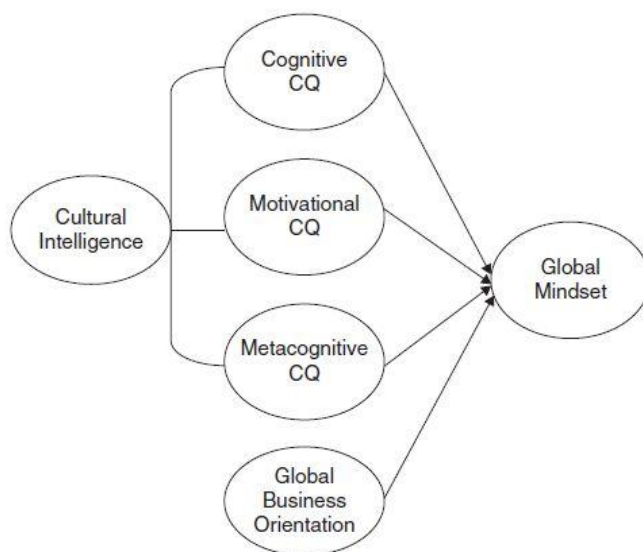 Cognitive
CQ
Cultural
Intelligence
Motivational
CQ
Global
Mindset
Metacognitive
CQ
Global
Business
Orientation